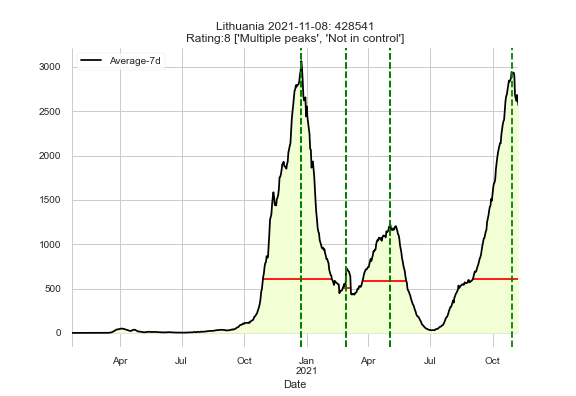 Lithuania 2021-11-08: 428541
Rating:8 ['Multiple peaks', 'Not in control']
Average-7d
3000
2500
2000
1500
1000
500
0
Apr Jul Oct Jan Apr Jul Oct
2021
Date